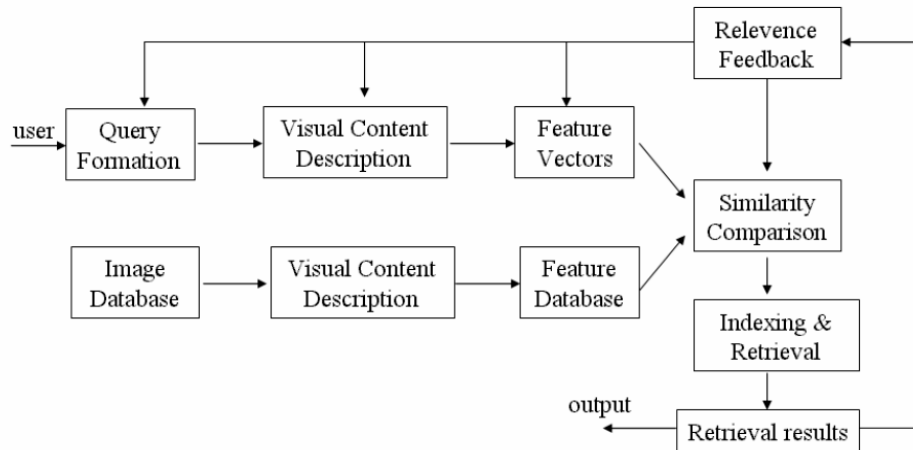 Relevence
Feedback
user
Query
Formation
Visual Content
Description
Feature
Vectors
Similarity
Comparison
Image
Database
Visual Content
Description
Feature
Database
Indexing &
Retrieval
output
Retrieval results